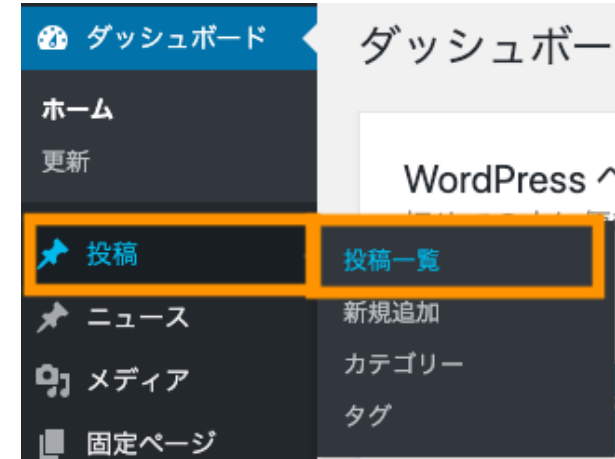 ダッシュボード
ホーム
更新
投稿
ニュース
メディア
固定ページ
ダッシュボー
WordPress へ
投稿一覧
新規追加
カテゴリー
タグ